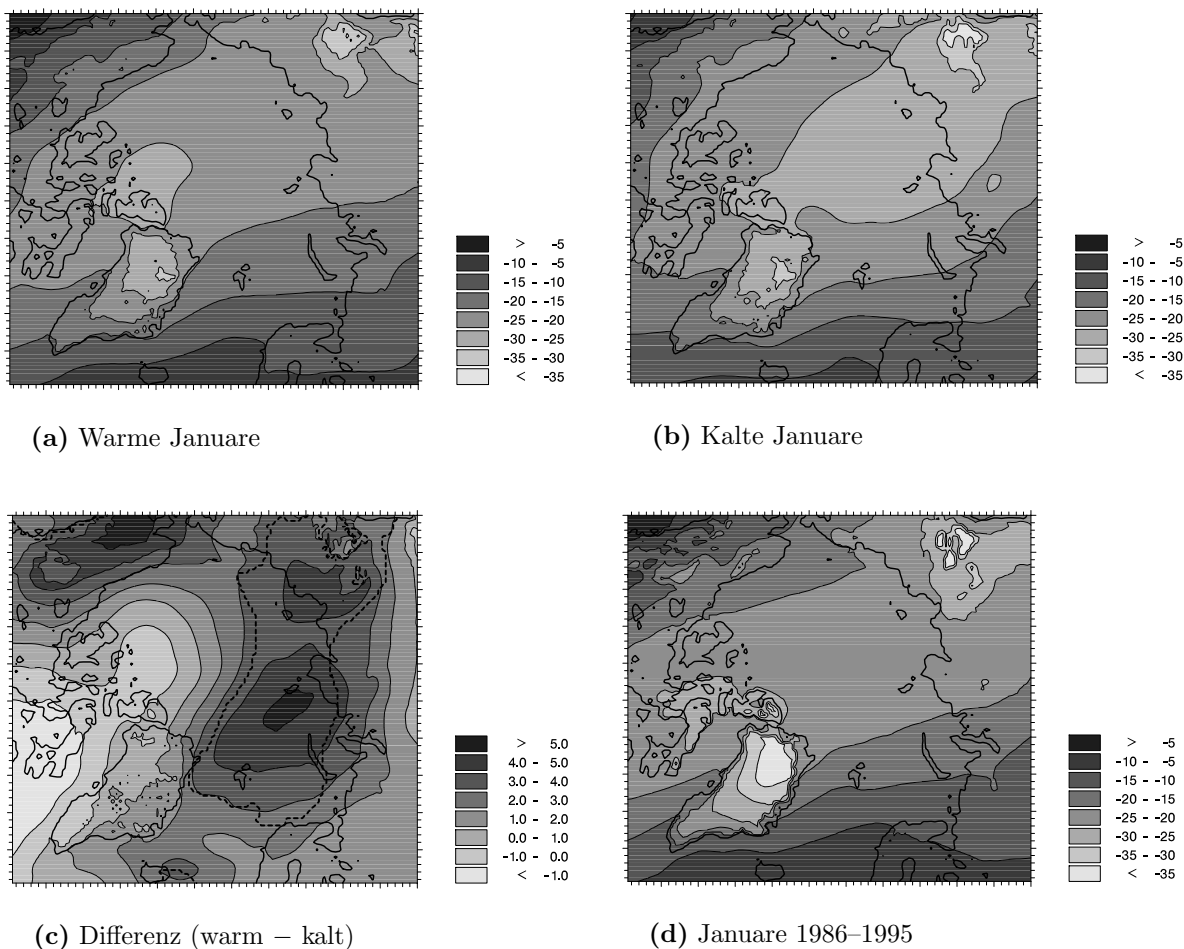 > -5
-10 - -5
-15 - -10
-20 - -15
-25 - -20
-30 - -25
-35 - -30
< -35
(a) Warme Januare
> -5
-10 - -5
-15 - -10
-20 - -15
-25 - -20
-30 - -25
-35 - -30
< -35
(b) Kalte Januare
> 5.0
4.0 - 5.0
3.0 - 4.0
2.0 - 3.0
1.0 - 2.0
0.0 - 1.0
-1.0 - 0.0
< -1.0
(c) Differenz (warm − kalt)
> -5
-10 - -5
-15 - -10
-20 - -15
-25 - -20
-30 - -25
-35 - -30
< -35
(d) Januare 1986–1995